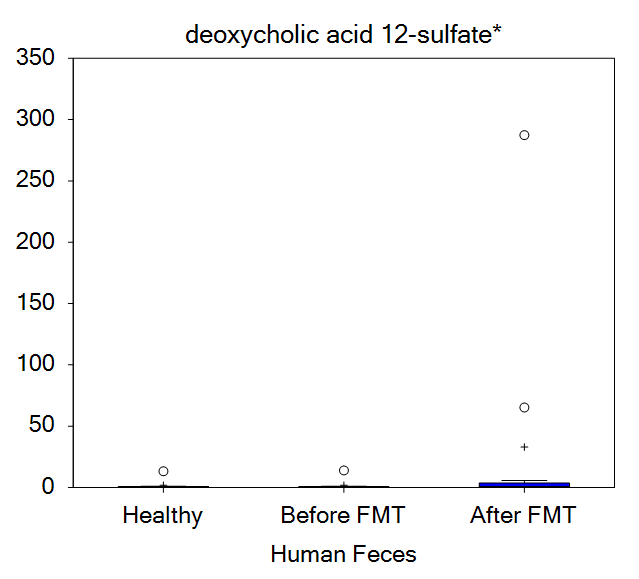 deoxycholic acid 12-sulfate*
350
300
250
200
150
100
50
0
Healthy Before FMT After FMT
Human Feces